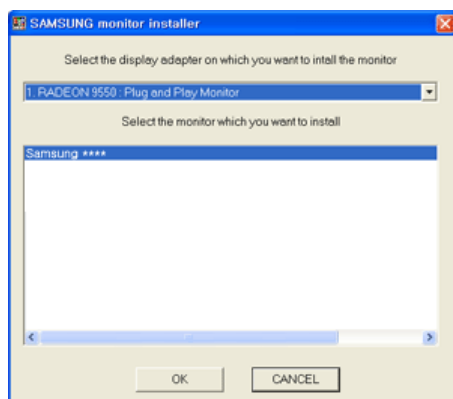 SAMSUNG monitor installer
Select the display adapter on which you want to intall the monitor
1. RADEON 9550 : Plug and Play Monitor
Select the monitor which you want to install
Samsung ****
OK
CANCEL